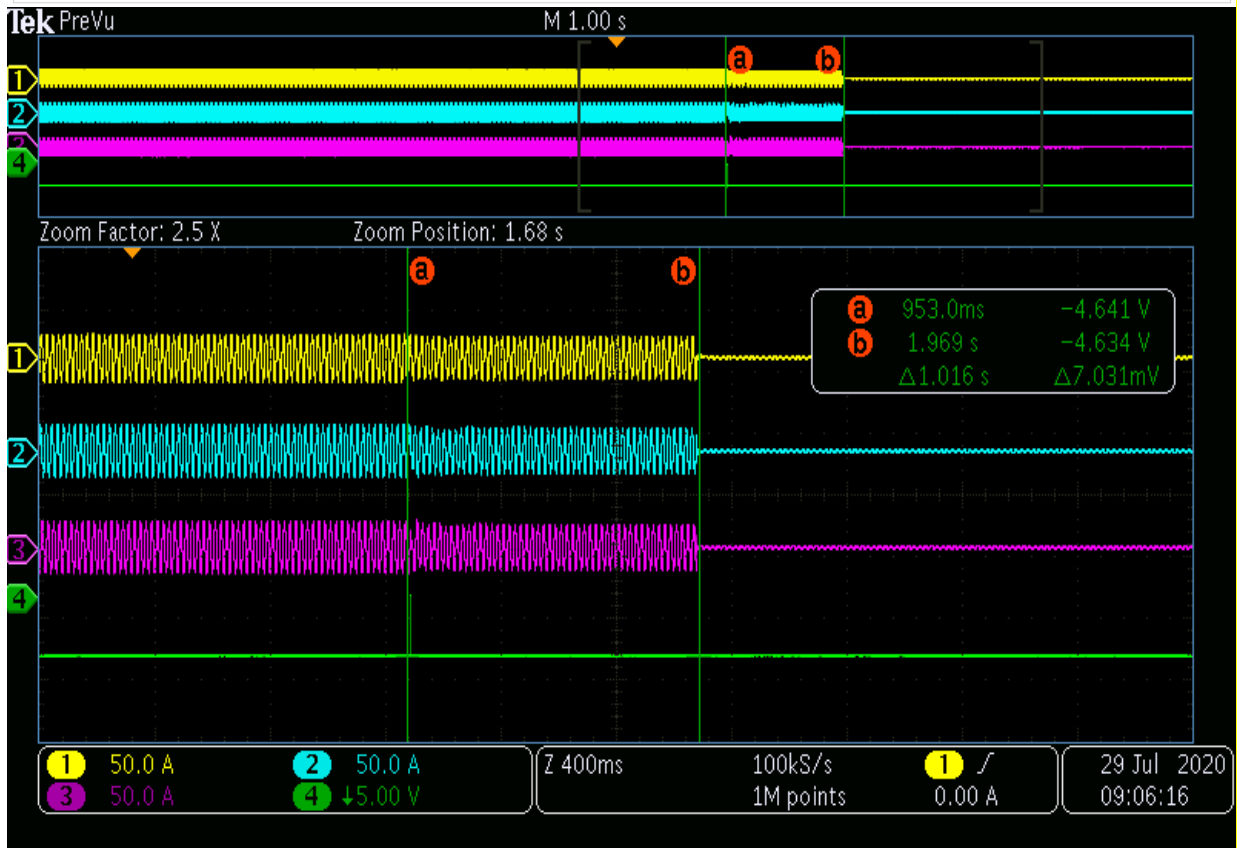 Tek PreVu M 1.00 s
a b
1
2
3
4
Zoom Factor: 2.5 X Zoom Position: 1.68 s
a b
a 953.0ms -4.641 V
b 1.969 s -4.634 V
△1.016 s △7.031mV
1
2
3
4
1 50.0 A 2 50.0 A Z 400ms 100kS/s 1 29 Jul 2020
3 50.0 A 4 ↓5.00 V 1M points 0.00 A 09:06:16